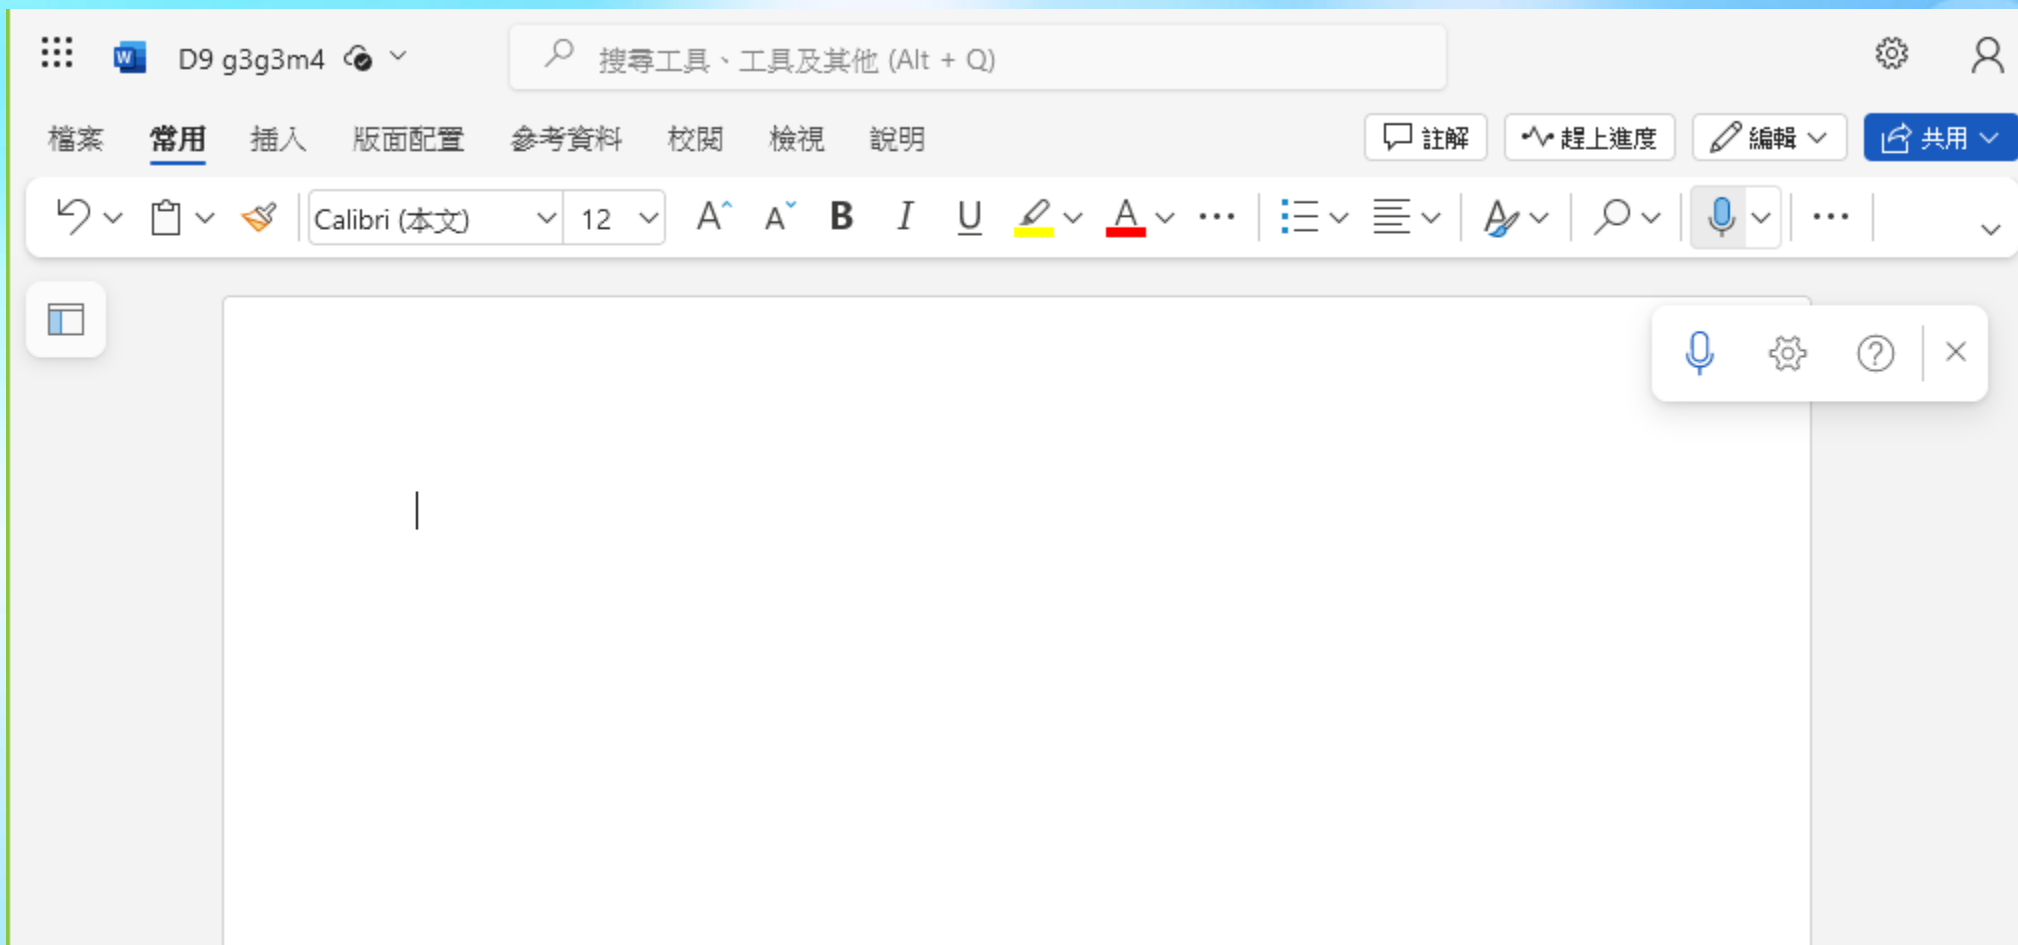 D9 g3g3m4
搜尋工具、工具及其他 (Alt + Q)
檔案 常用 插入 版面配置 參考資料 校閱 檢視 說明 註解 趕上進度 編輯 共用
Calibri (本文) 12 A A B I U A